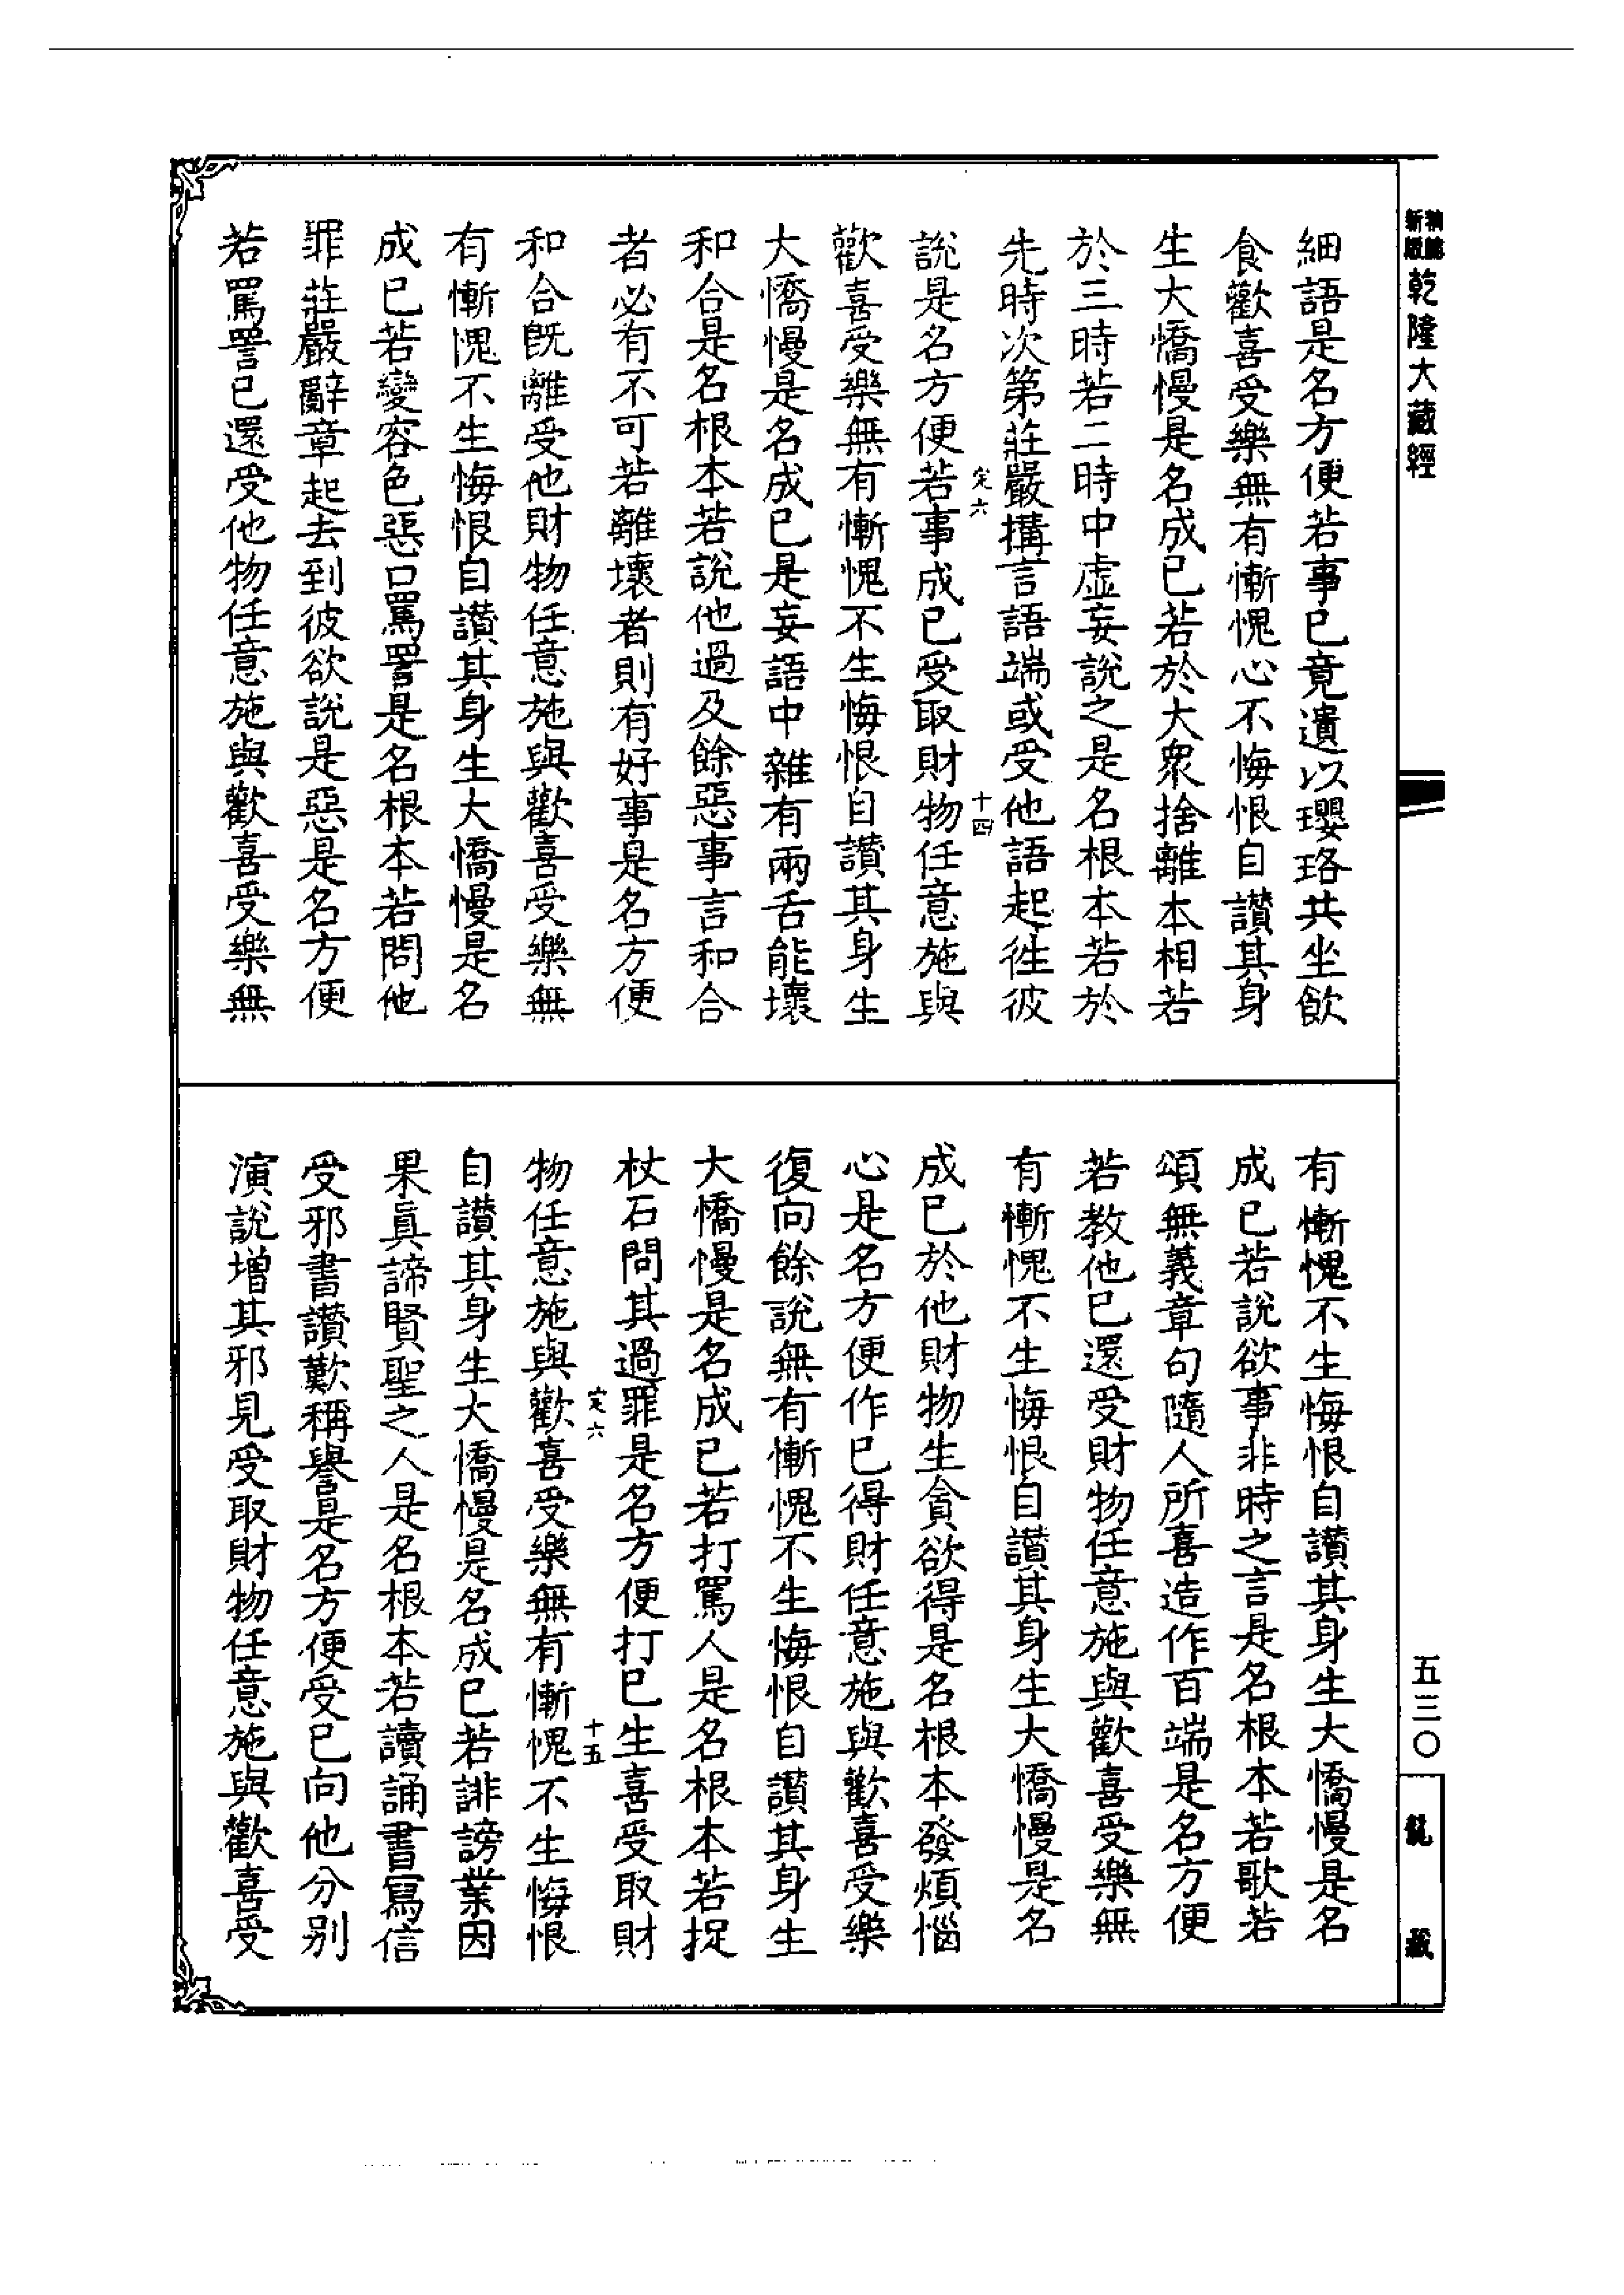 乾隆大藏經
細語是名方便若事已竟遺以瓔珞共坐飲
食歡喜受樂無有慚愧心不悔恨自讚其身
生大憍慢是名成已若於大衆捨離本相若
於三時若二時中虛妄說之是名根本若於
先時次第莊嚴搆言語端或受他語起徃彼
定六 十四
說是名方便若事成已受取財物任意施與
歡喜受樂無有慚愧不生悔恨自讚其身生
大憍慢是名成已是妄語中雜有兩舌能壞
和合是名根本若說他過及餘惡事言和合
者必有不可若離壞者則有好事是名方便
和合旣離受他財物任意施與歡喜受樂無
有慚愧不生悔恨自讚其身生大憍慢是名
成已若變容色惡口罵詈是名根本若問他
罪莊嚴辭章起去到彼欲說是惡是名方便
若罵詈已還受他物任意施與歡喜受樂無
有慚愧不生悔恨自讚其身生大憍慢是名
成已若說欲事非時之言是名根本若歌若
頌無義章句隨人所喜造作百端是名方便
若教他已還受財物任意施與歡喜受樂無
有慚愧不生悔恨自讚其身生大憍慢是名
成已於他財物生貪欲得是名根本發煩惱
心是名方便作已得財任意施與歡喜受樂
復向餘說無有慚愧不生悔恨自讚其身生
大憍慢是名成已若打罵人是名根本若捉
杖石問其過罪是名方便打已生喜受取財
定六 十五
物任意施與歡喜受樂無有慚愧不生悔恨
自讚其身生大憍慢是名成已若誹謗業因
果眞諦賢聖之人是名根本若讀誦書寫信
受邪書讚歎稱譽是名方便受已向他分别
演說增其邪見受取財物任意施與歡喜受
五三〇